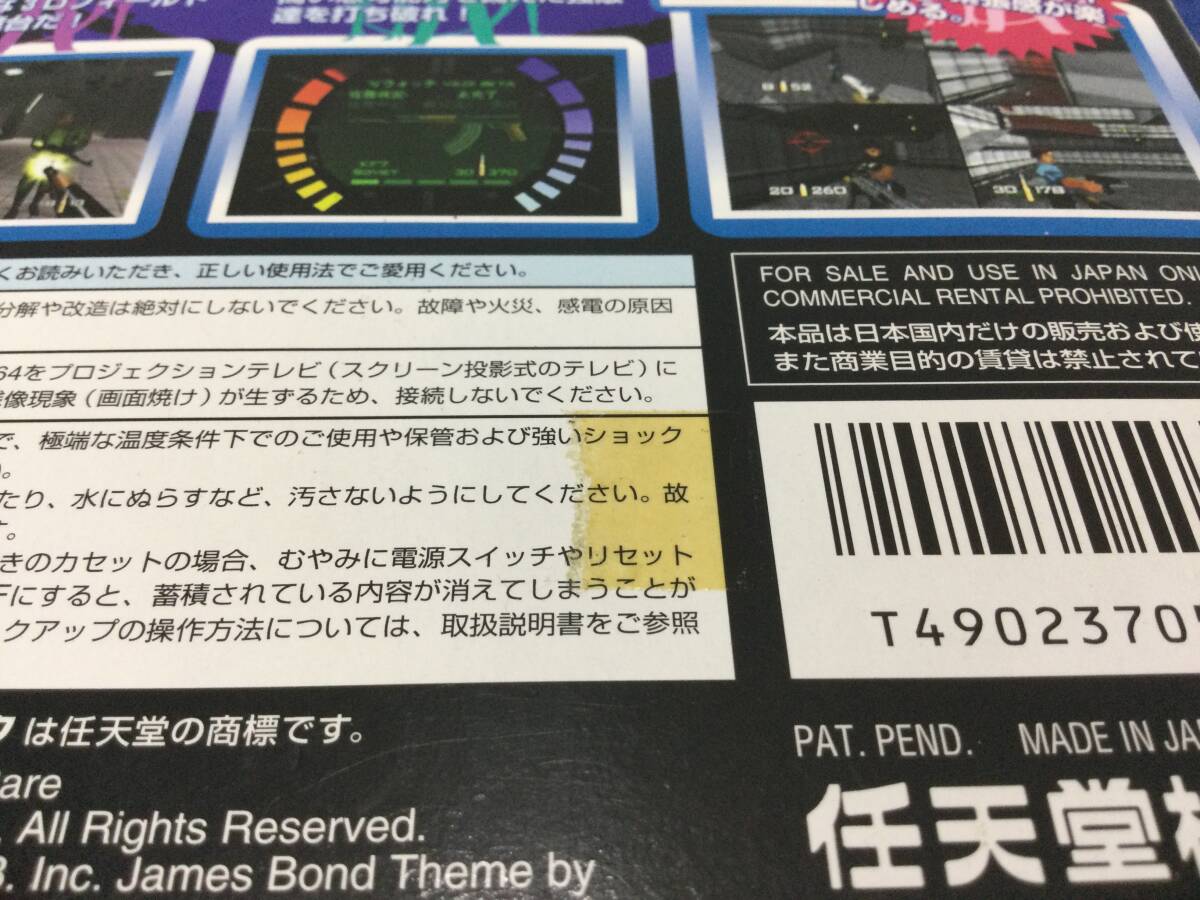 達を打ち破れ！
しめる。
8 52
20 260
30 178
30 370
くお読みいただき、正しい使用法でご愛用ください。
分解や改造は絶対にしないでください。故障や火災、感電の原因
64をプロジェクションテレビ（スクリーン投影式のテレビ）に
像現象（画面焼け）が生ずるため、接続しないでください。
で、極端な温度条件下でのご使用や保管および強いショック
。
たり、水にぬらすなど、汚さないようにしてください。故
す。
きのカセットの場合、むやみに電源スイッチやリセット
Fにすると、蓄積されている内容が消えてしまうことが
クアップの操作方法については、取扱説明書をご参照
FOR SALE AND USE IN JAPAN ONL
COMMERCIAL RENTAL PROHIBITED.
本品は日本国内だけの販売および使
また商業目的の賃貸は禁止されて
T4902370
クは任天堂の商標です。
are
. All Rights Reserved.
3. Inc. James Bond Theme by
PAT. PEND. MADE IN JA
任天堂株